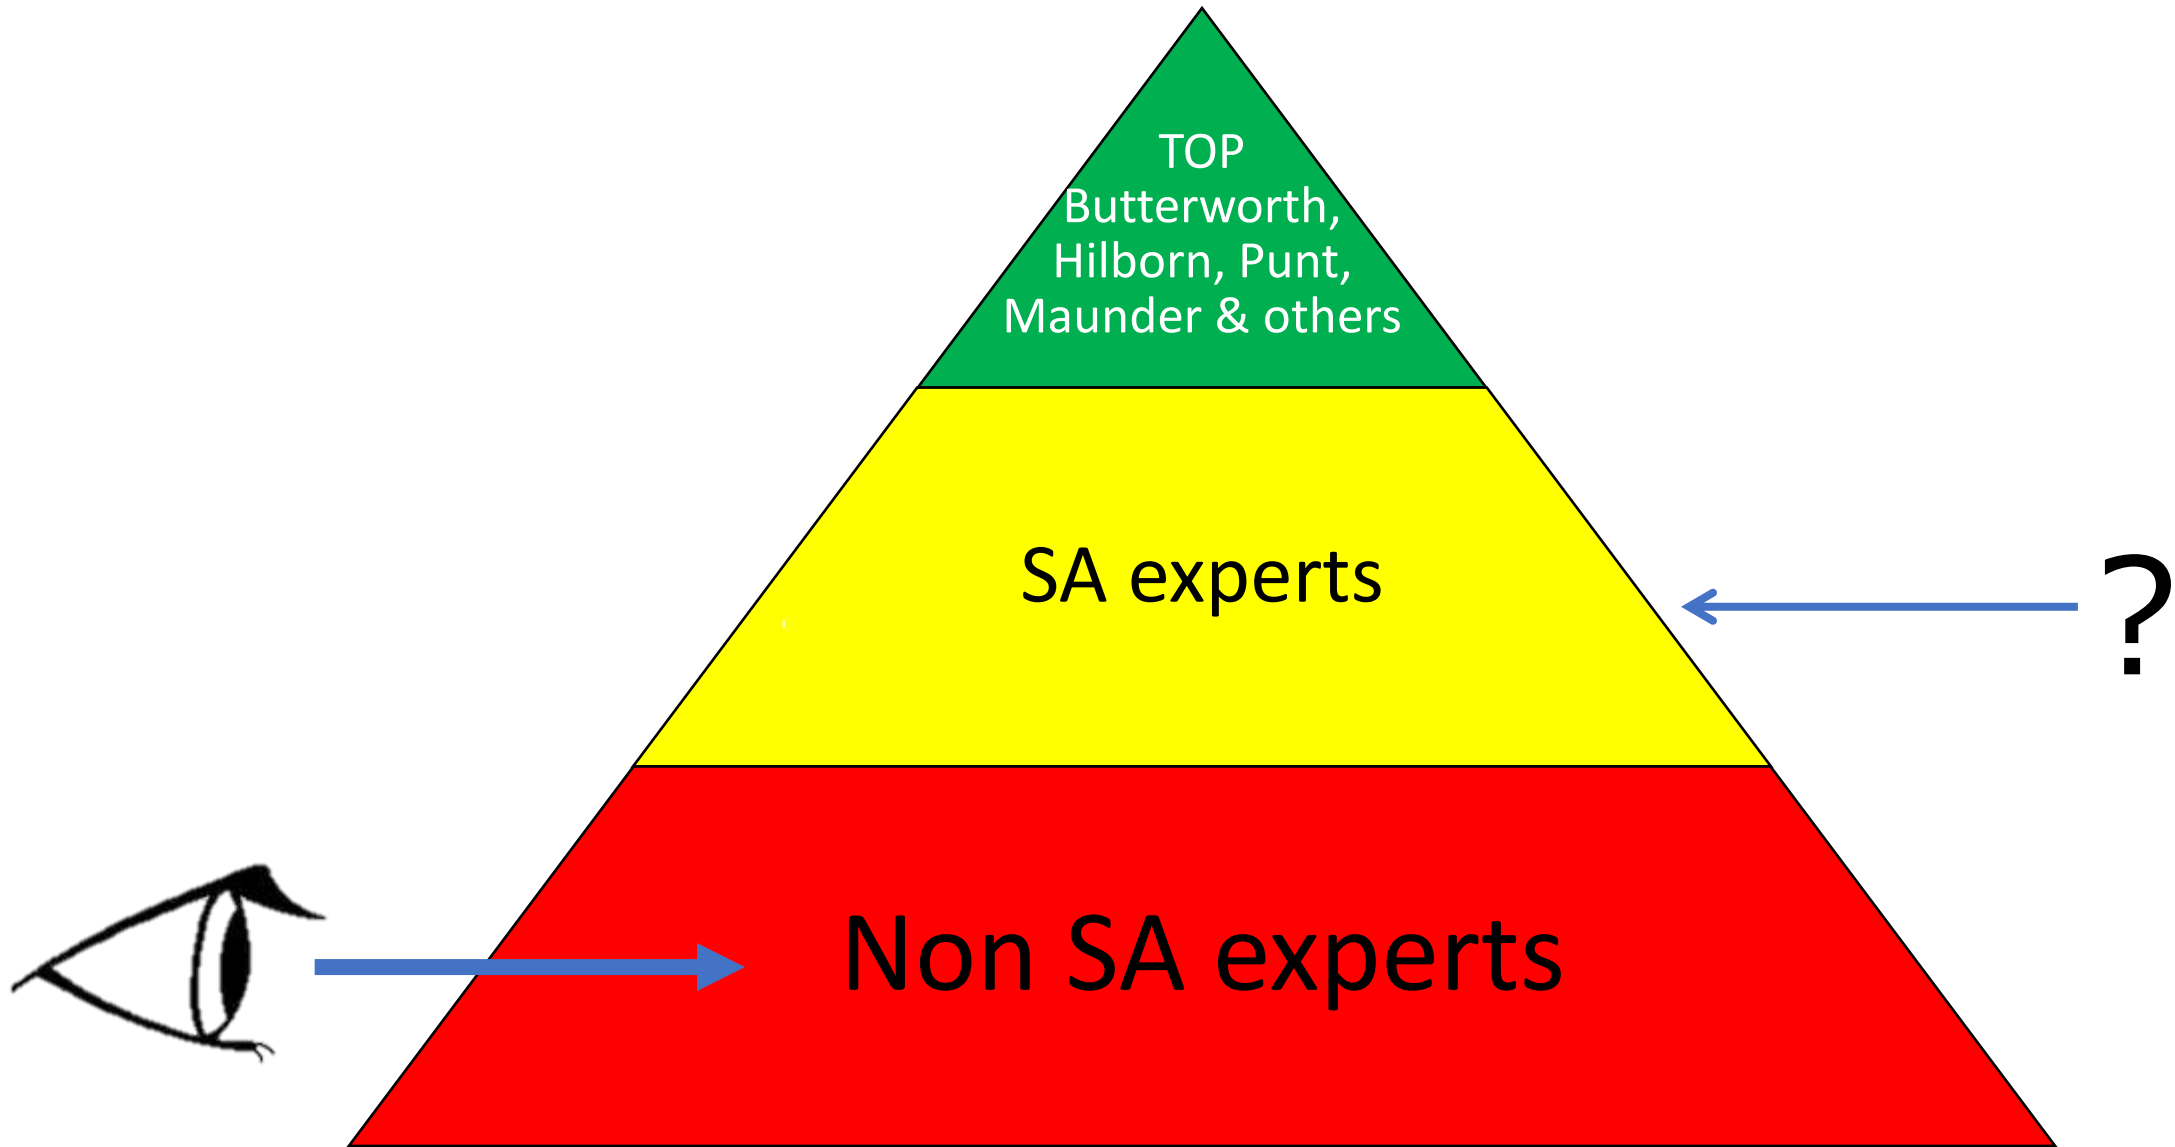 TOP
Butterworth,
Hilborn, Punt,
Maunder & others
SA experts
?
Non SA experts